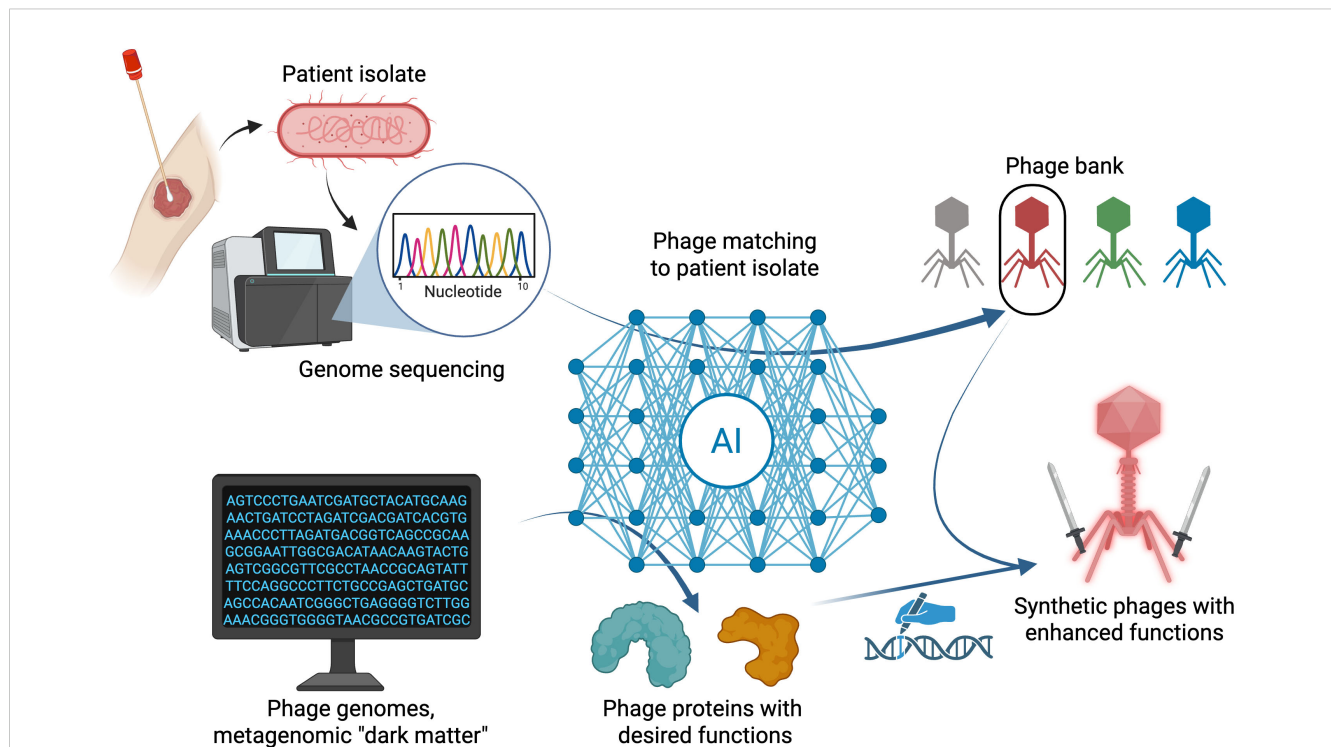 Patient isolate
Phage bank
Phage matching
to patient isolate
1
10
Nucleotide
Genome sequencing
AI
AGTCCCTGAATCGATGCTACATGCAAG
AACTGATCCTAGATCGACGATCACGTG
AAACCCTTAGATGACGGTCAGCCGCAA
GCGGAATTGGCGACATAACAAGTACTG
AGTCGGCGTTCGCCTAACCGCAGTATT
TTCCAGGCCCTTCTGCCGAGCTGATGC
AGCCACAATCGGGCTGAGGGGTCTTGG
AAACGGGTGGGGTAACGCCGTGATCGC
Synthetic phages with
enhanced functions
Phage genomes,
metagenomic "dark matter"
Phage proteins with
desired functions